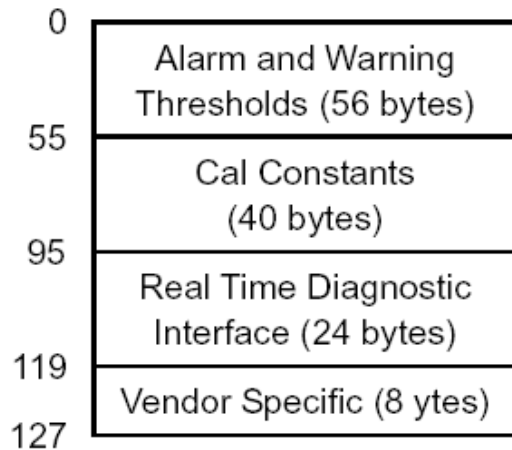 0
Alarm and Warning
Thresholds (56 bytes)
55
Cal Constants
(40 bytes)
95
Real Time Diagnostic
Interface (24 bytes)
119
Vendor Specific (8 ytes)
127